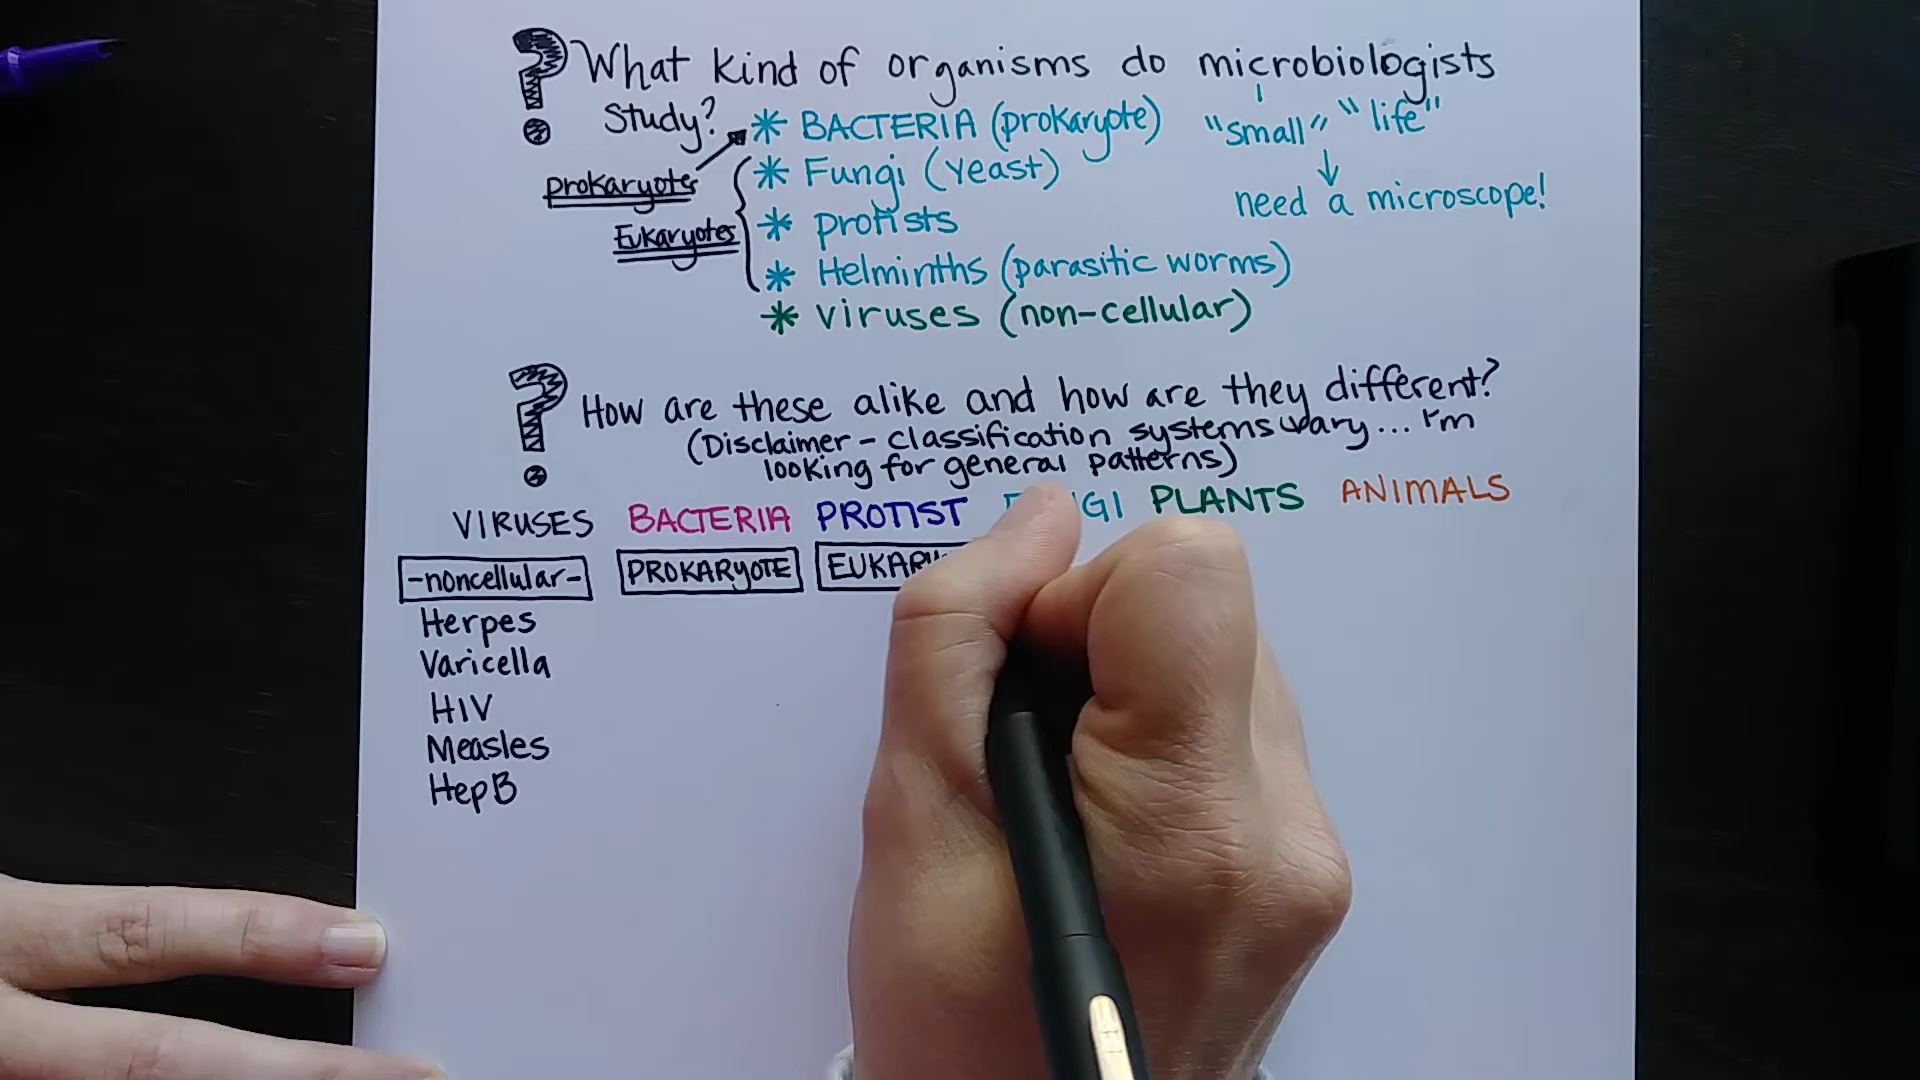 ? What kind of organisms do microbiologists
Study? * BACTERIA (prokaryote) "small" "life"
prokaryotes * Fungi (yeast) need a microscope!
Eukaryotes * protists
* Helminths (parasitic worms)
* viruses (non-cellular)
? How are these alike and how are they different?
(Disclaimer - classification systems vary... I'm
looking for general patterns)
VIRUSES BACTERIA PROTIST PLANTS ANIMALS
-noncellular- PROKARYOTE
Herpes
Varicella
HIV
Measles
HepB